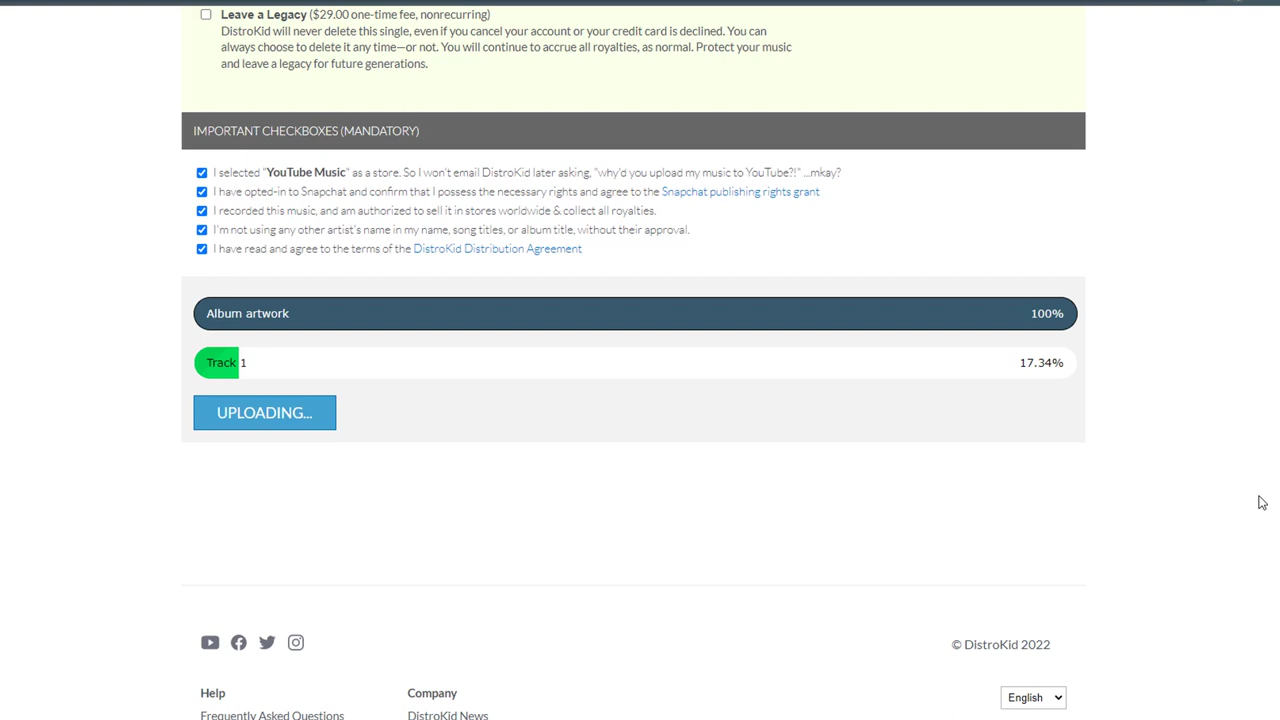 Leave a Legacy ($29.00 one-time fee, nonrecurring)
DistroKid will never delete this single, even if you cancel your account or your credit card is declined. You can
always choose to delete it any time—or not. You will continue to accrue all royalties, as normal. Protect your music
and leave a legacy for future generations.
IMPORTANT CHECKBOXES (MANDATORY)
I selected "YouTube Music" as a store. So I won't email DistroKid later asking, "why'd you upload my music to YouTube?!" ...mkay?
I have opted-in to Snapchat and confirm that I possess the necessary rights and agree to the Snapchat publishing rights grant
I recorded this music, and am authorized to sell it in stores worldwide & collect all royalties.
I'm not using any other artist's name in my name, song titles, or album title, without their approval.
I have read and agree to the terms of the DistroKid Distribution Agreement
Album artwork 100%
Track 1 17.34%
UPLOADING...
© DistroKid 2022
Help Company
English
Frequently Asked Questions DistroKid News